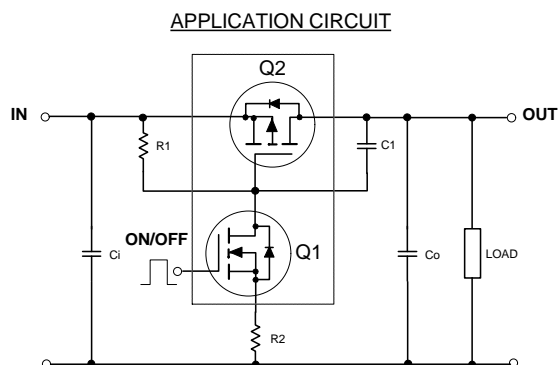 APPLICATION CIRCUIT
Q2
IN
OUT
R1
C1
ON/OFF
Q1
Ci
Co
LOAD
R2